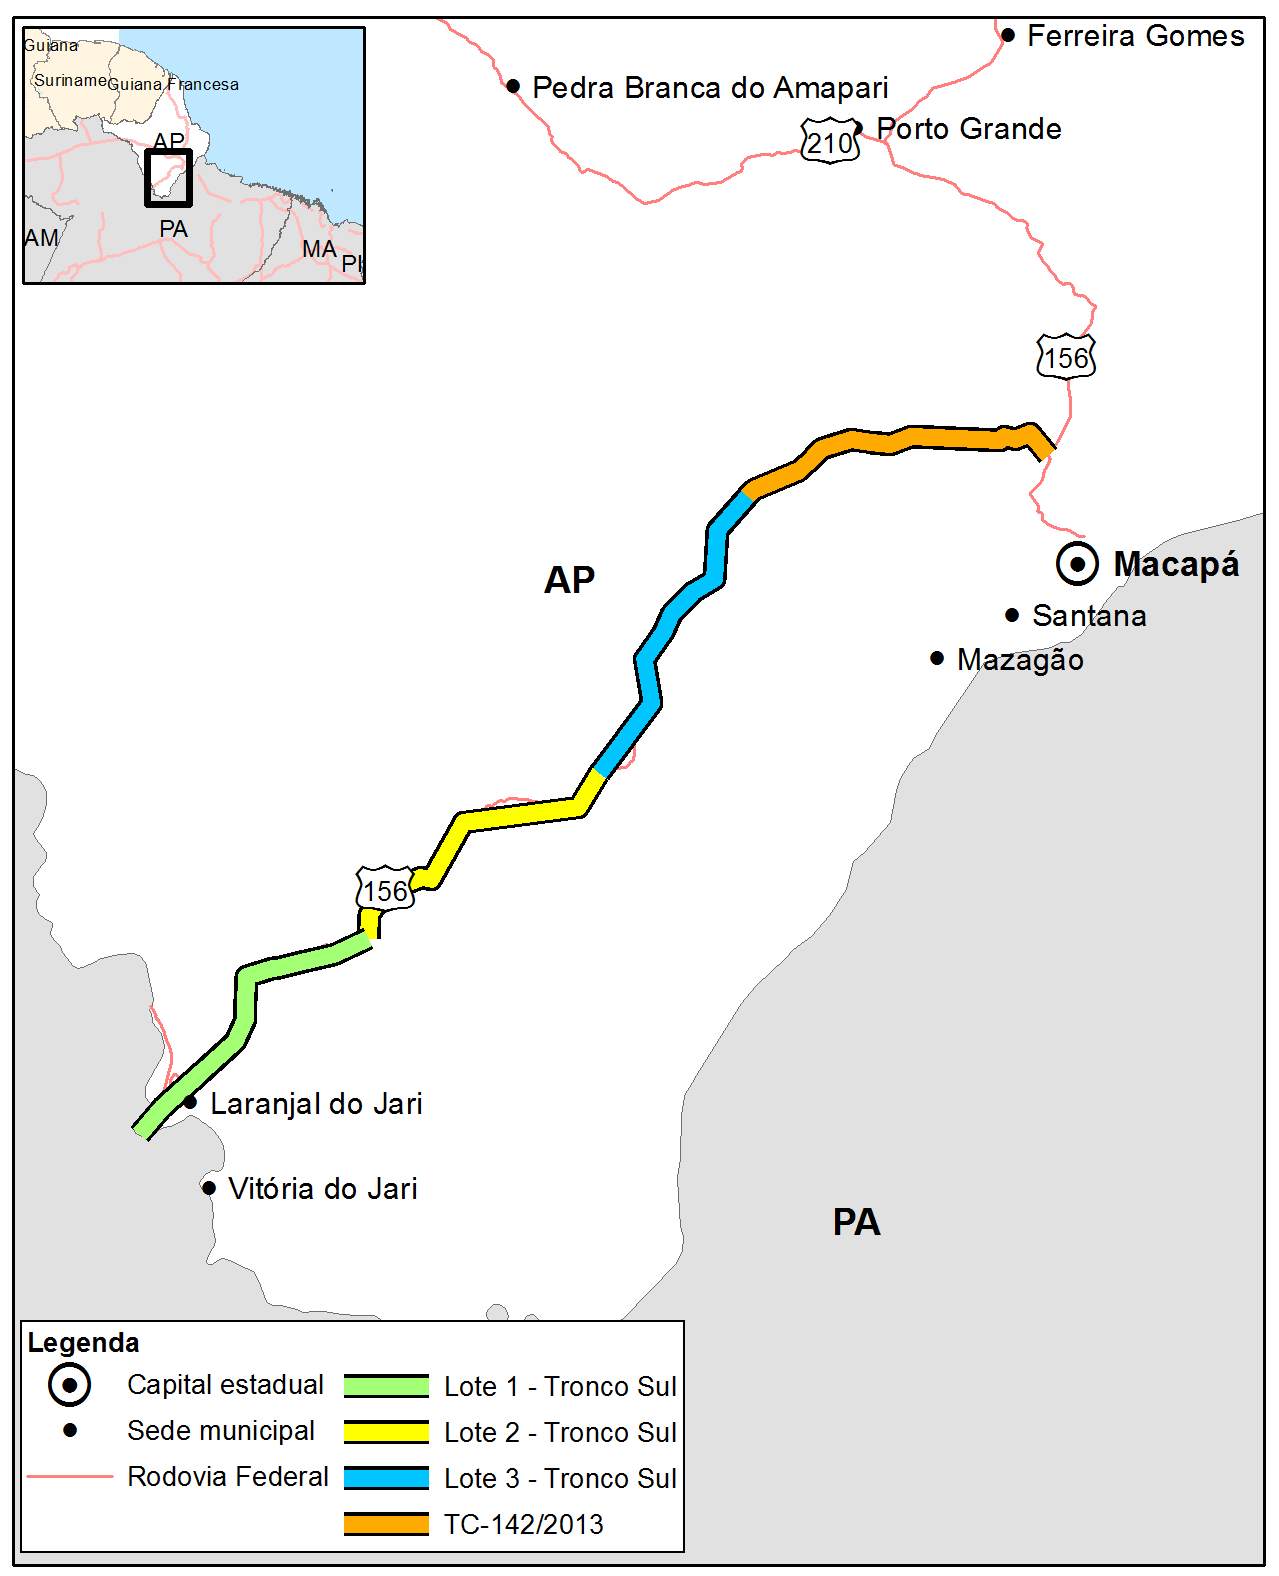 Guiana
Suriname
Guiana Francesa
AP
PA
AM
MA
Ferreira Gomes
Pedra Branca do Amapari
Porto Grande
210
156
AP
Macapá
Santana
Mazagão
156
Laranjal do Jari
Vitória do Jari
PA
Legenda
Capital estadual
Sede municipal
Rodovia Federal
Lote 1 - Tronco Sul
Lote 2 - Tronco Sul
Lote 3 - Tronco Sul
TC-142/2013